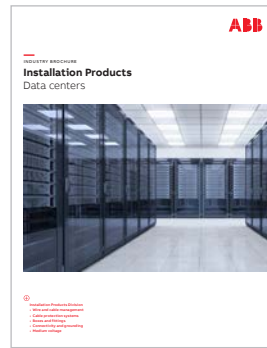 ABB
INDUSTRY BROCHURE
Installation Products
Data centers
Installation Products Division
– Wire and cable management
– Cable protection systems
– Boxes and fittings
– Connectivity and grounding
– Medium voltage